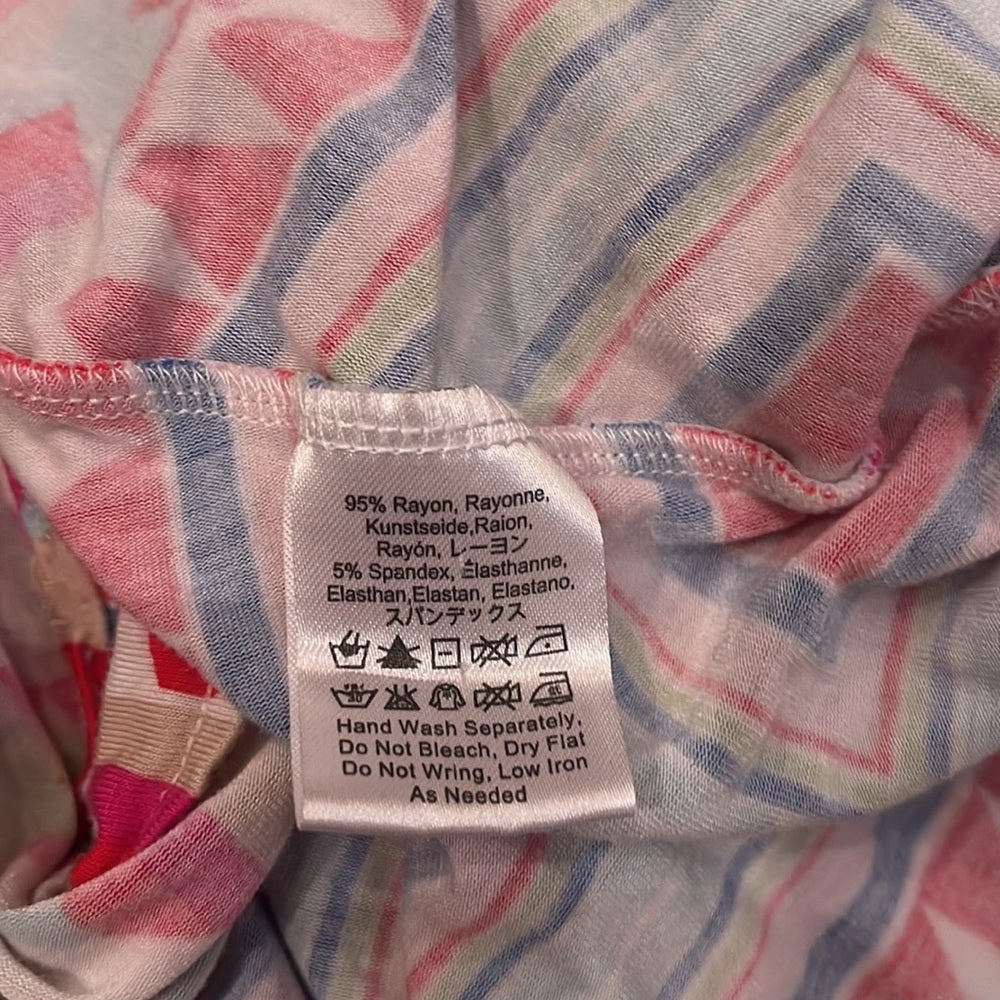 95% Rayon, Rayonne,
Kunstseide,Raion,
Rayón, レーヨン
5% Spandex, Élasthanne,
Elasthan,Elastan, Elastano,
スパンデックス
Hand Wash Separately,
Do Not Bleach, Dry Flat
Do Not Wring, Low Iron
As Needed